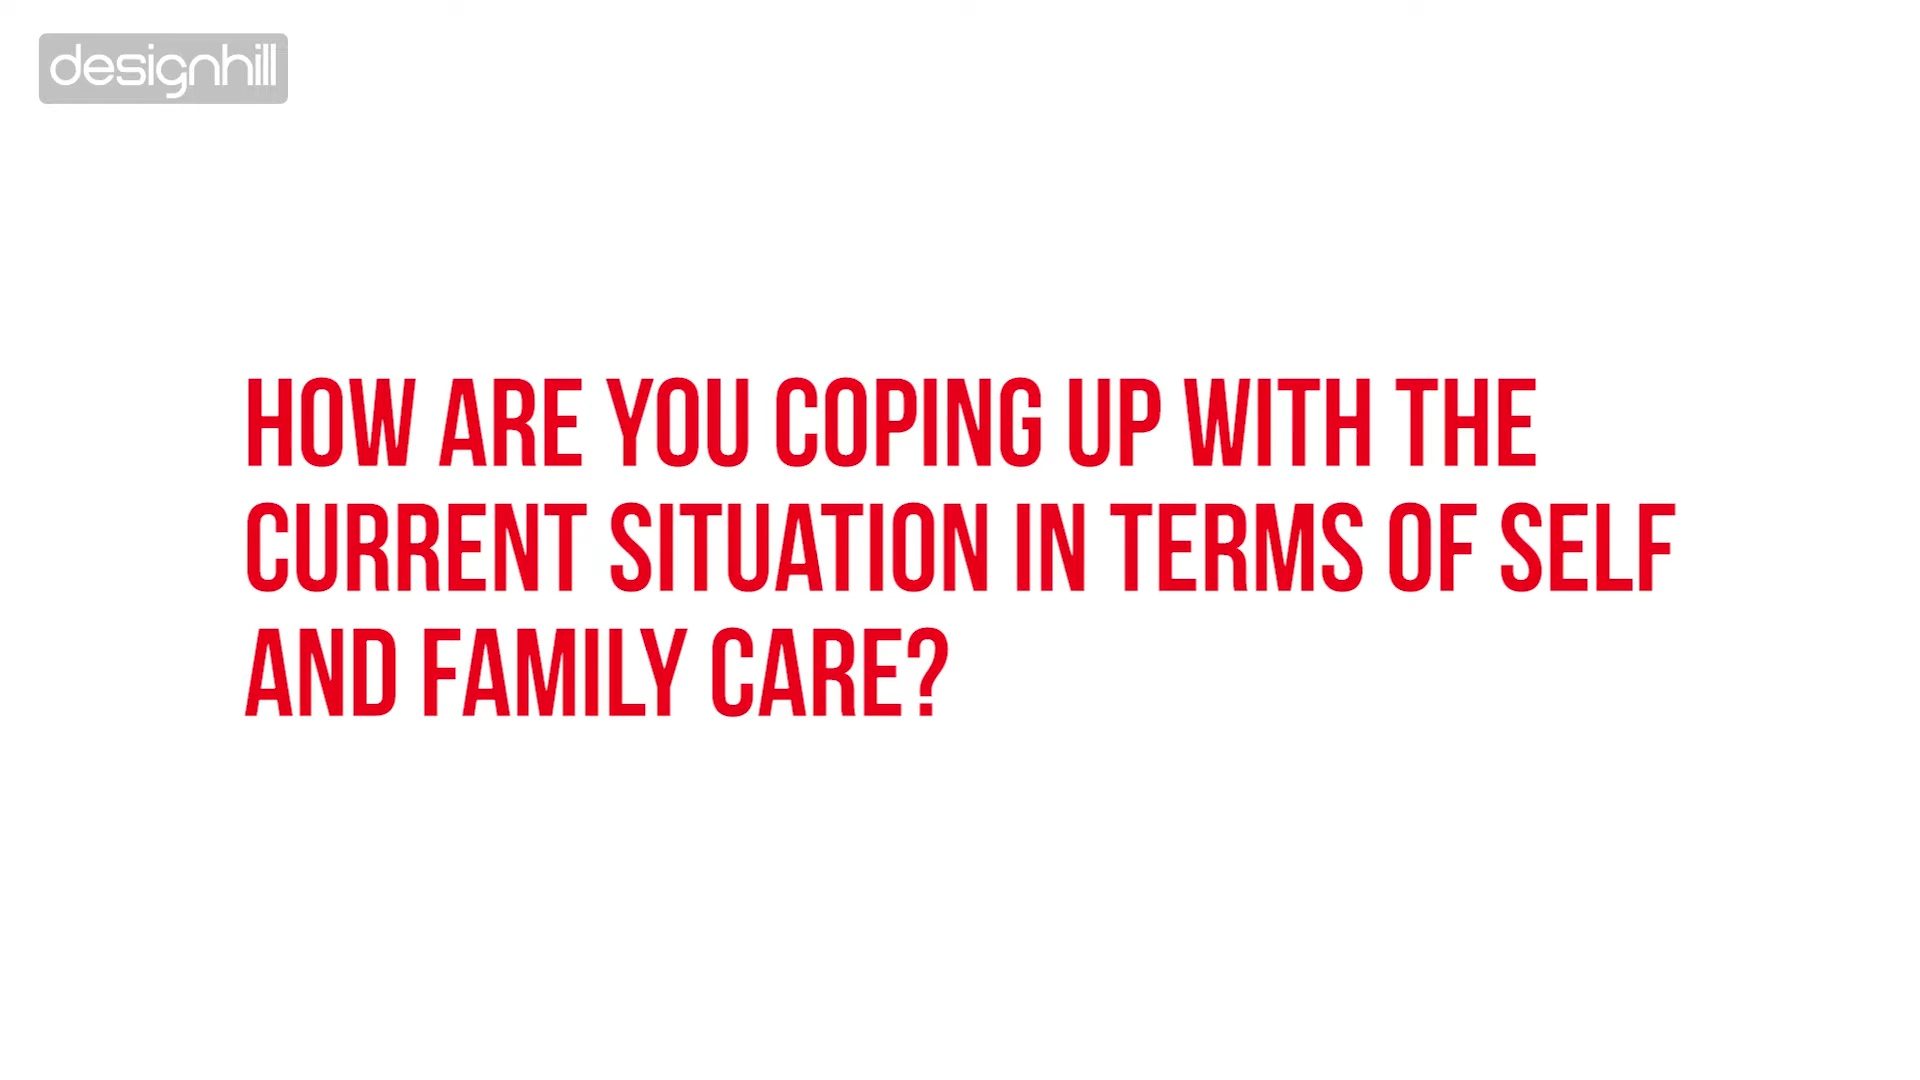 designhill
HOW ARE YOU COPING UP WITH THE
CURRENT SITUATION IN TERMS OF SELF
AND FAMILY CARE?